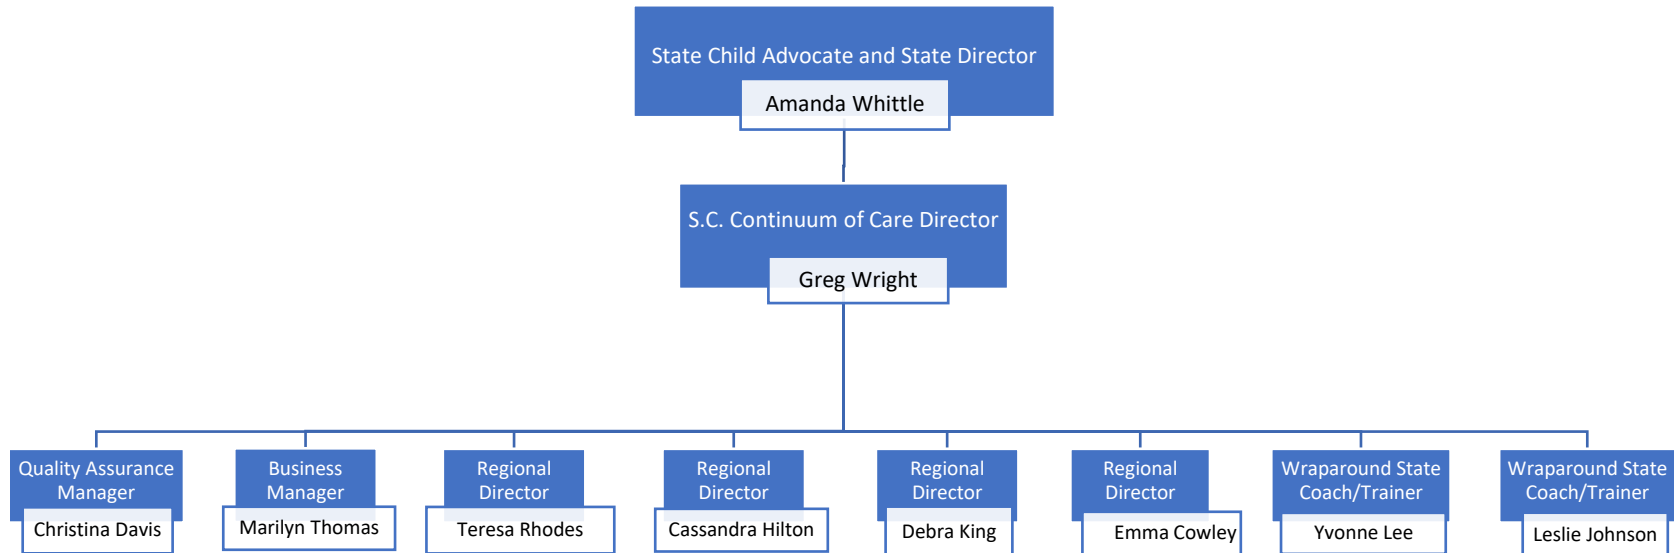 State Child Advocate and State Director
Amanda Whittle
S.C. Continuum of Care Director
Greg Wright
Quality Assurance
Manager
Christina Davis
Business
Manager
Marilyn Thomas
Regional
Director
Teresa Rhodes
Regional
Director
Cassandra Hilton
Regional
Director
Debra King
Regional
Director
Emma Cowley
Wraparound State
Coach/Trainer
Yvonne Lee
Wraparound State
Coach/Trainer
Leslie Johnson